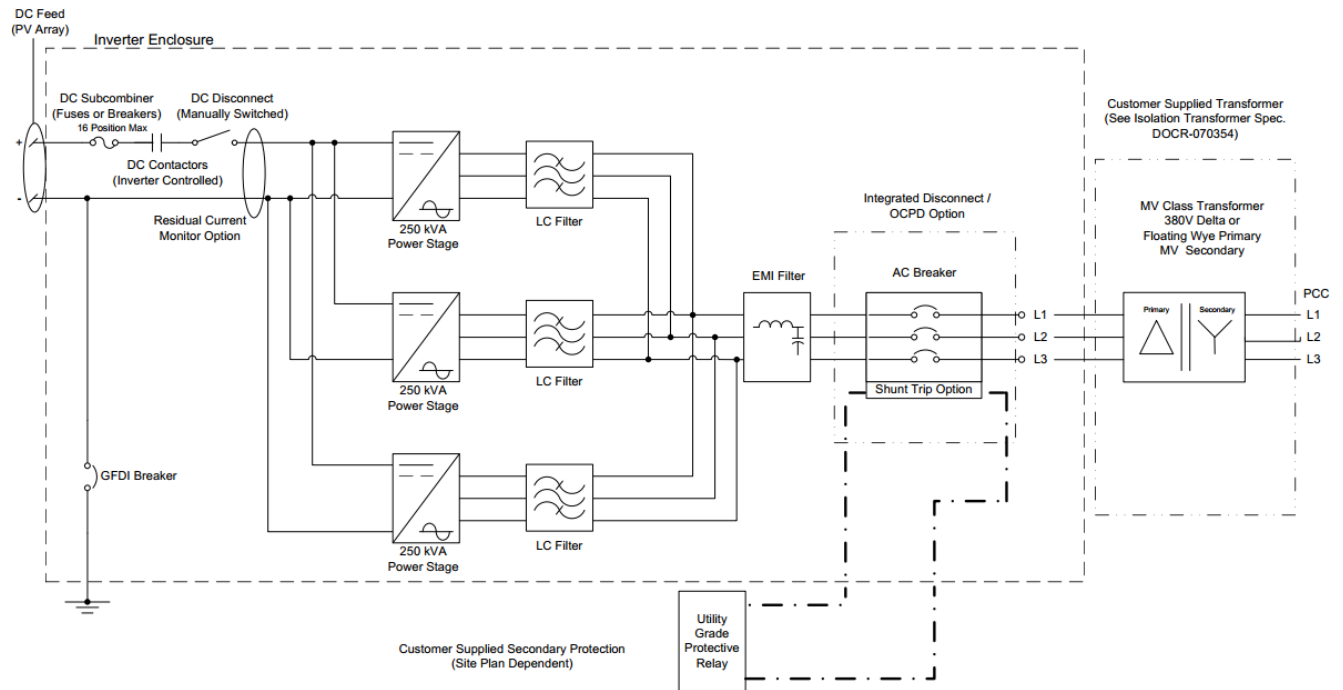 DC Feed
(PV Array)
Inverter Enclosure
DC Subcombiner
(Fuses or Breakers)
16 Position Max
DC Disconnect
(Manually Switched)
+
-
DC Contactors
(Inverter Controlled)
Residual Current
Monitor Option
GFDI Breaker
250 kVA
Power Stage
LC Filter
250 kVA
Power Stage
LC Filter
250 kVA
Power Stage
LC Filter
EMI Filter
Integrated Disconnect /
OCPD Option
AC Breaker
Shunt Trip Option
L1
L2
L3
Customer Supplied Transformer
(See Isolation Transformer Spec.
DOCR-070354)
MV Class Transformer
380V Delta or
Floating Wye Primary
MV Secondary
Primary
Secondary
PCC
L1
L2
L3
Customer Supplied Secondary Protection
(Site Plan Dependent)
Utility
Grade
Protective
Relay